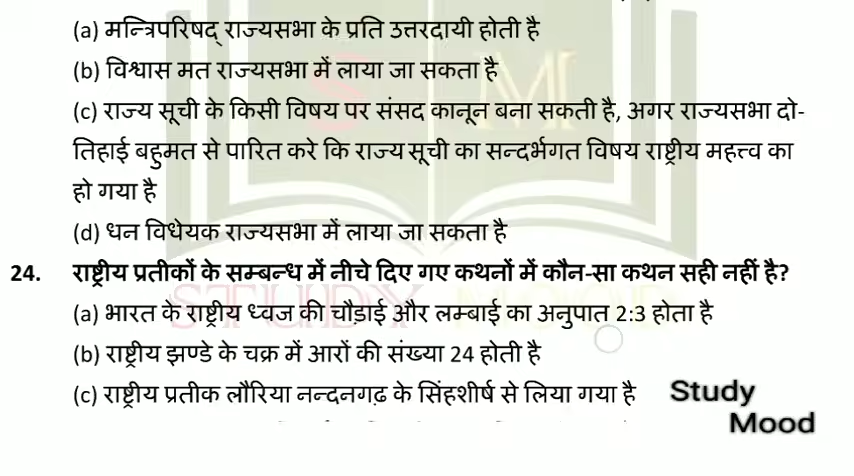 (a) मन्त्रिपरिषद् राज्यसभा के प्रति उत्तरदायी होती है
(b) विश्वास मत राज्यसभा में लाया जा सकता है
(c) राज्य सूची के किसी विषय पर संसद कानून बना सकती है, अगर राज्यसभा दो-
तिहाई बहुमत से पारित करे कि राज्य सूची का सन्दर्भगत विषय राष्ट्रीय महत्त्व का
हो गया है
(d) धन विधेयक राज्यसभा में लाया जा सकता है
24. राष्ट्रीय प्रतीकों के सम्बन्ध में नीचे दिए गए कथनों में कौन-सा कथन सही नहीं है?
(a) भारत के राष्ट्रीय ध्वज की चौड़ाई और लम्बाई का अनुपात 2:3 होता है
(b) राष्ट्रीय झण्डे के चक्र में आरों की संख्या 24 होती है
(c) राष्ट्रीय प्रतीक लौरिया नन्दनगढ़ के सिंहशीर्ष से लिया गया है
Study
Mood
S M
STUDY MOOD